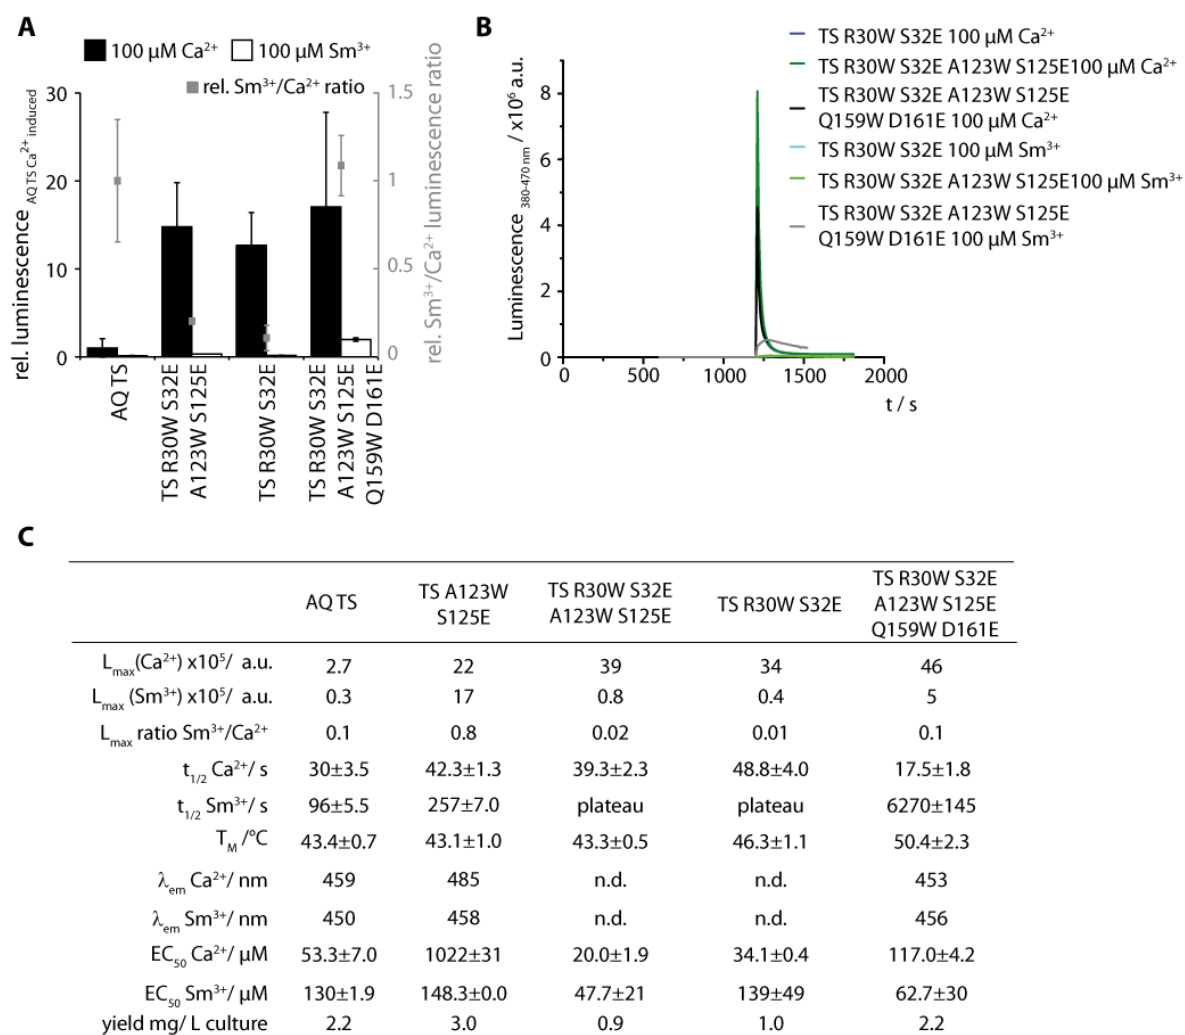 A
100 μM Ca²⁺ 100 μM Sm³⁺
rel. Sm³⁺/Ca²⁺ ratio
rel. luminescence AQ TS Ca²⁺ induced
30
20
10
0
1.5
1
0.5
0
rel. Sm³⁺/Ca²⁺ luminescence ratio
AQ TS
TS R30W S32E
A123W S125E
TS R30W S32E
TS R30W S32E
A123W S125E
Q159W D161E
B
Luminescence 380-470 nm / x10⁶ a.u.
8
6
4
2
0
0 500 1000 1500 2000
t / s
TS R30W S32E 100 μM Ca²⁺
TS R30W S32E A123W S125E100 μM Ca²⁺
TS R30W S32E A123W S125E
Q159W D161E 100 μM Ca²⁺
TS R30W S32E 100 μM Sm³⁺
TS R30W S32E A123W S125E100 μM Sm³⁺
TS R30W S32E A123W S125E
Q159W D161E 100 μM Sm³⁺
C
AQ TS
TS A123W
S125E
TS R30W S32E
A123W S125E
TS R30W S32E
TS R30W S32E
A123W S125E
Q159W D161E
Lmax(Ca²⁺) x10⁵/ a.u. 2.7 22 39 34 46
Lmax (Sm³⁺) x10⁵/ a.u. 0.3 17 0.8 0.4 5
Lmax ratio Sm³⁺/Ca²⁺ 0.1 0.8 0.02 0.01 0.1
t1/2 Ca²⁺/ s 30±3.5 42.3±1.3 39.3±2.3 48.8±4.0 17.5±1.8
t1/2 Sm³⁺/ s 96±5.5 257±7.0 plateau plateau 6270±145
TM /°C 43.4±0.7 43.1±1.0 43.3±0.5 46.3±1.1 50.4±2.3
λem Ca²⁺/ nm 459 485 n.d. n.d. 453
λem Sm³⁺/ nm 450 458 n.d. n.d. 456
EC50 Ca²⁺/ μM 53.3±7.0 1022±31 20.0±1.9 34.1±0.4 117.0±4.2
EC50 Sm³⁺/ μM 130±1.9 148.3±0.0 47.7±21 139±49 62.7±30
yield mg/ L culture 2.2 3.0 0.9 1.0 2.2